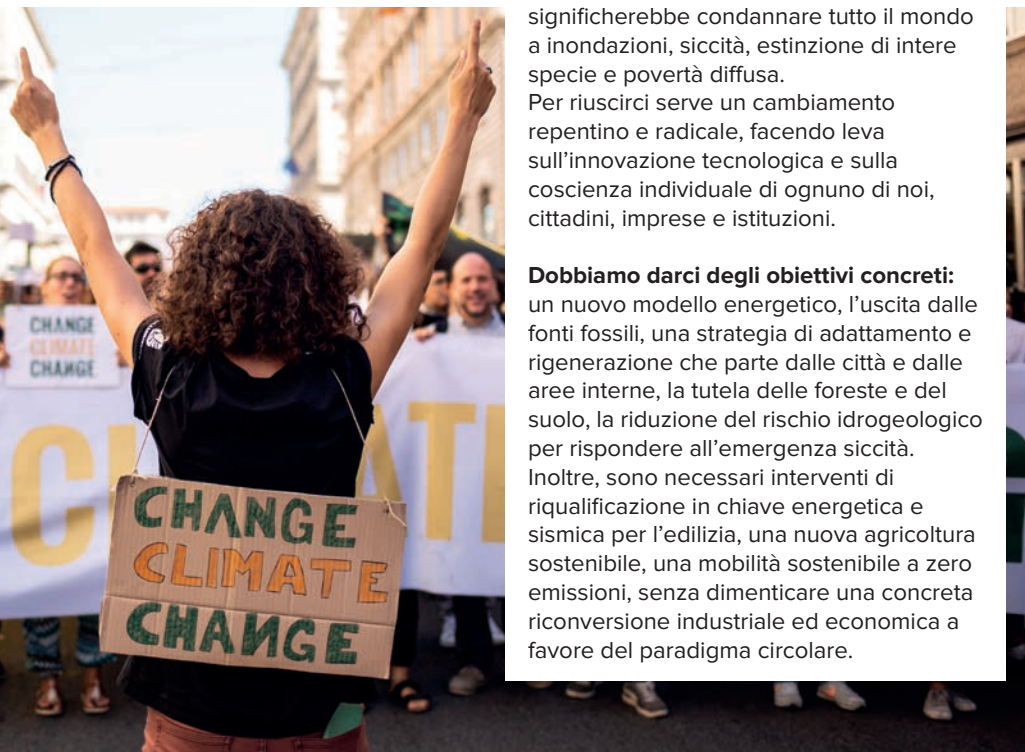 significherebbe condannare tutto il mondo
a inondazioni, siccità, estinzione di intere
specie e povertà diffusa.
Per riuscirci serve un cambiamento
repentino e radicale, facendo leva
sull’innovazione tecnologica e sulla
coscienza individuale di ognuno di noi,
cittadini, imprese e istituzioni.
Dobbiamo darci degli obiettivi concreti:
un nuovo modello energetico, l’uscita dalle
fonti fossili, una strategia di adattamento e
rigenerazione che parte dalle città e dalle
aree interne, la tutela delle foreste e del
suolo, la riduzione del rischio idrogeologico
per rispondere all’emergenza siccità.
Inoltre, sono necessari interventi di
riqualificazione in chiave energetica e
sismica per l’edilizia, una nuova agricoltura
sostenibile, una mobilità sostenibile a zero
emissioni, senza dimenticare una concreta
riconversione industriale ed economica a
favore del paradigma circolare.
CHANGE
CLIMATE
CHANGE
CHANGE
CLIMATE
CHANGE